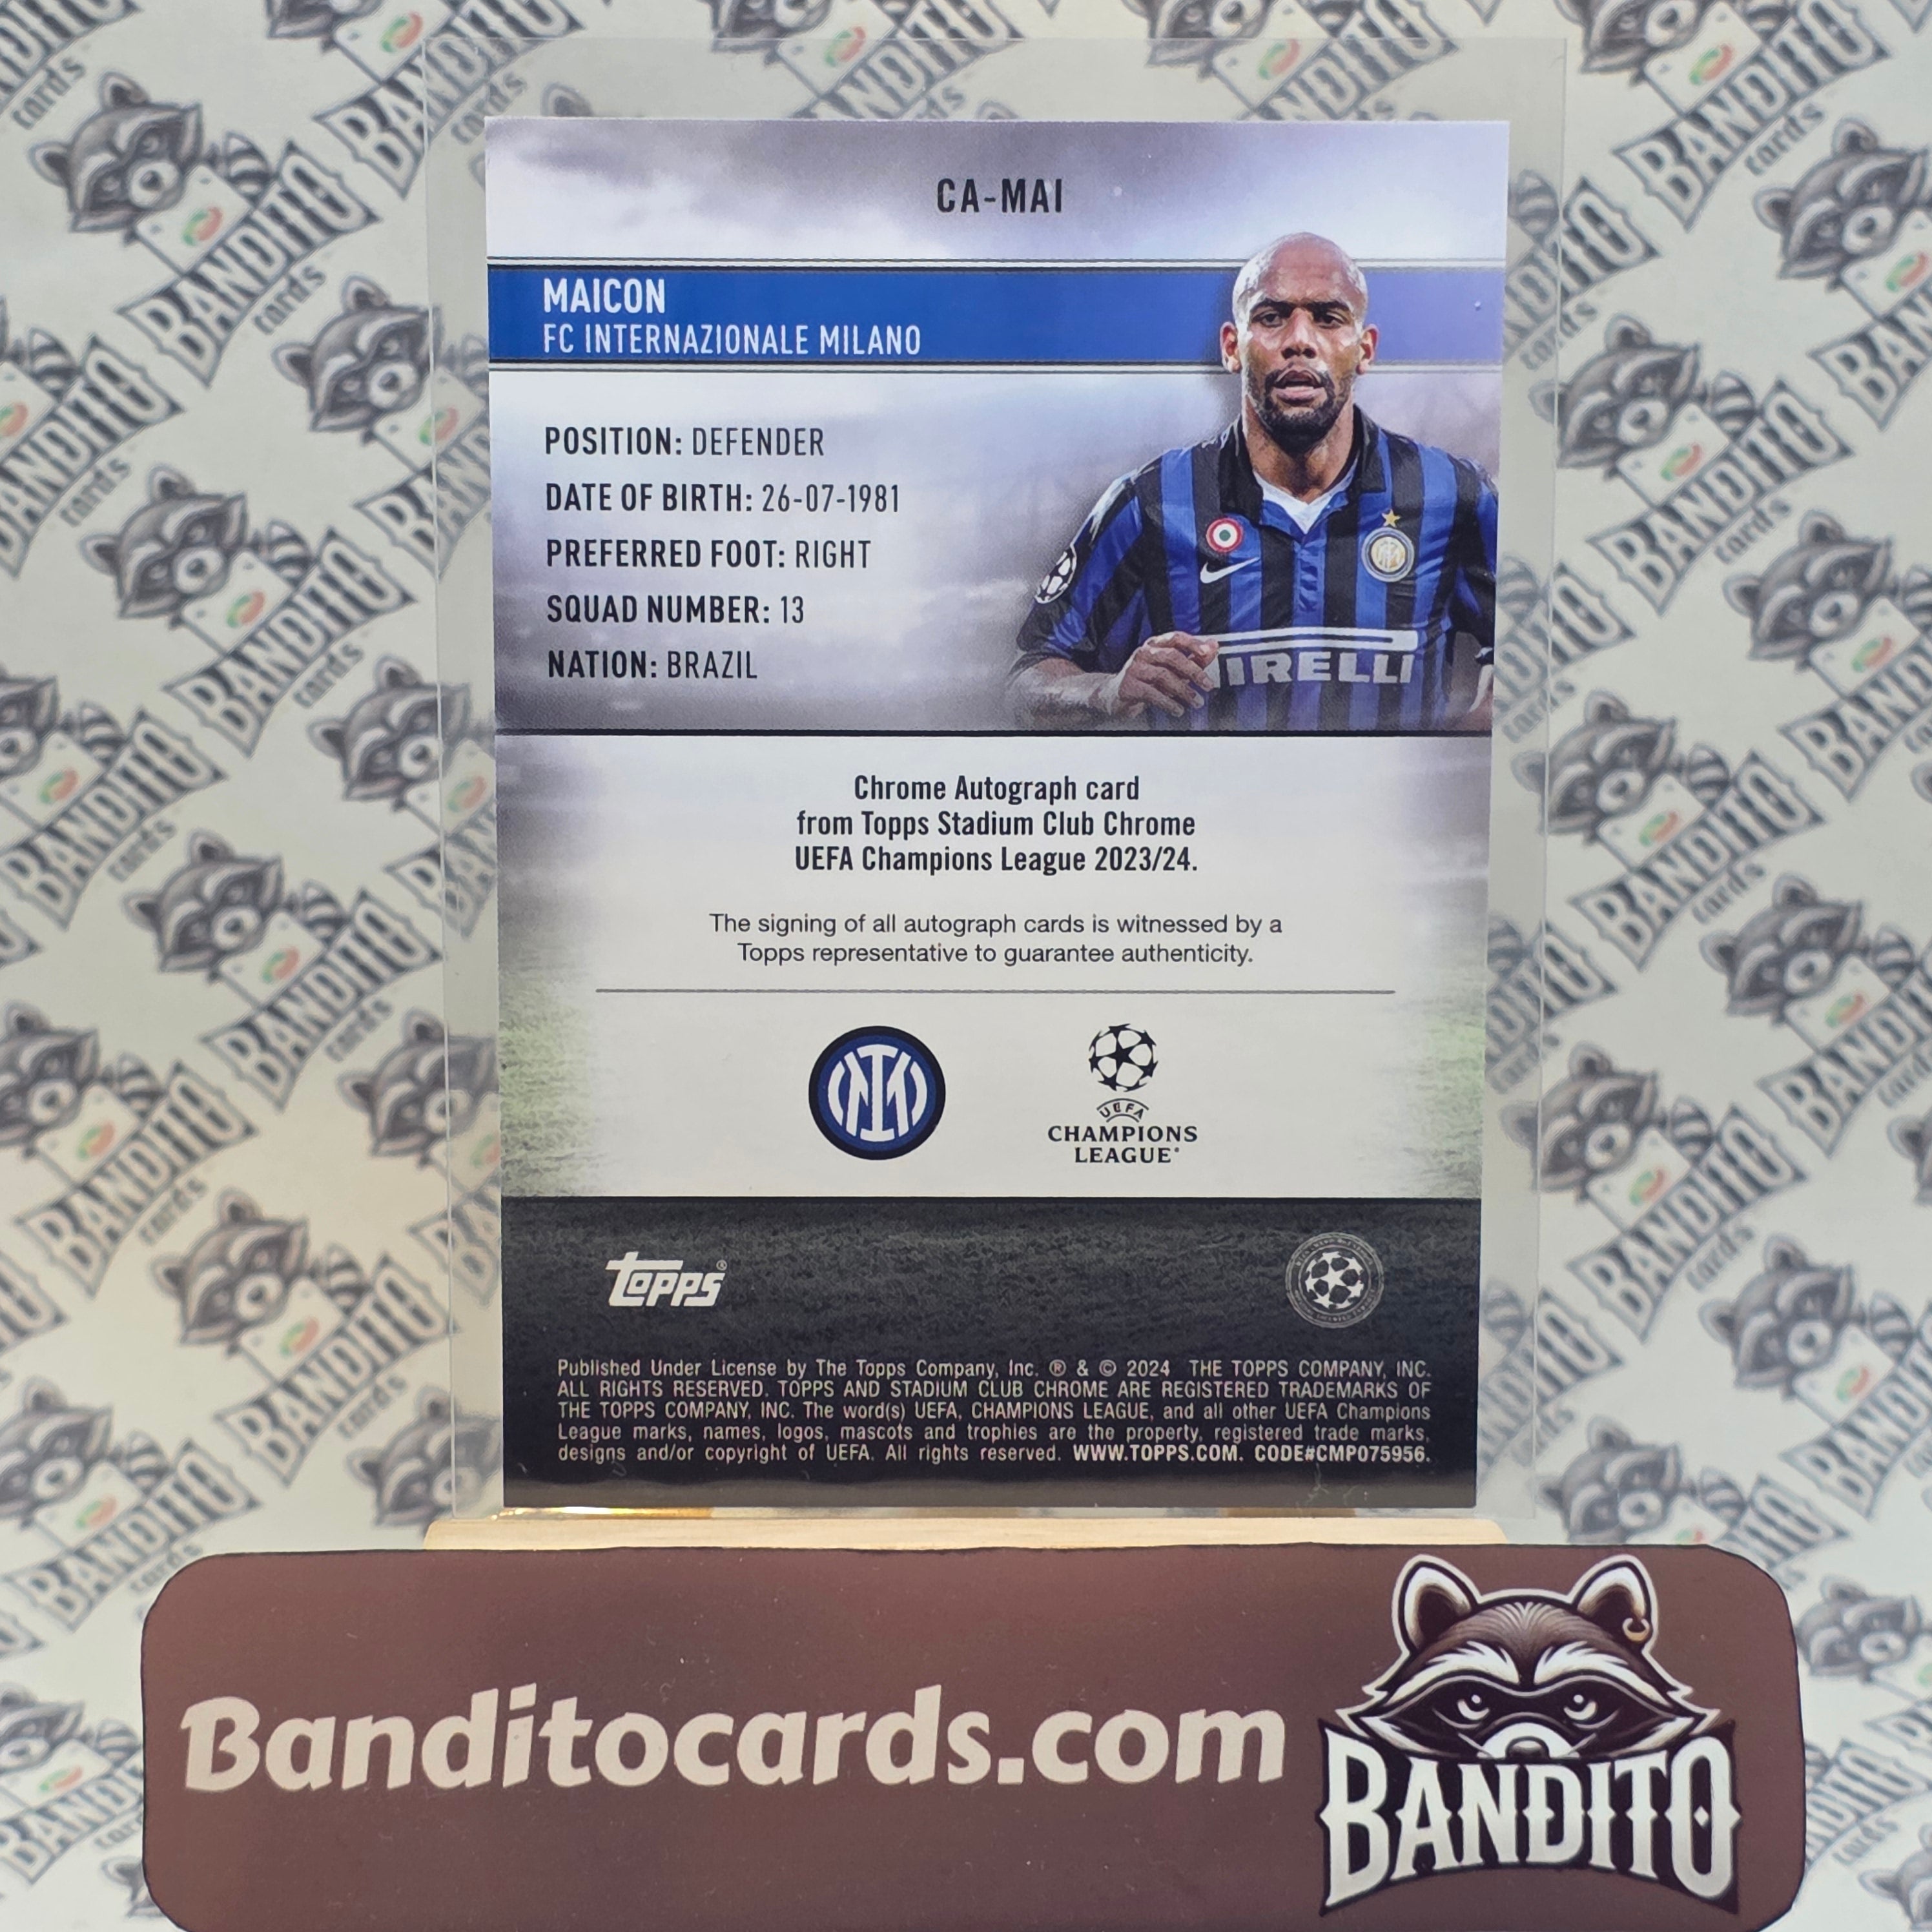 CA-MAI
MAICON
FC INTERNAZIONALE MILANO
POSITION: DEFENDER
DATE OF BIRTH: 26-07-1981
PREFERRED FOOT: RIGHT
SQUAD NUMBER: 13
NATION: BRAZIL
IRELLI
Chrome Autograph card
from Topps Stadium Club Chrome
UEFA Champions League 2023/24.
The signing of all autograph cards is witnessed by a
Topps representative to guarantee authenticity.
UEFA
CHAMPIONS
LEAGUE®
topps®
Published Under License by The Topps Company, Inc. ® & © 2024 THE TOPPS COMPANY, INC.
ALL RIGHTS RESERVED. TOPPS AND STADIUM CLUB CHROME ARE REGISTERED TRADEMARKS OF
THE TOPPS COMPANY, INC. The word(s) UEFA, CHAMPIONS LEAGUE, and all other UEFA Champions
League marks, names, logos, mascots and trophies are the property, registered trade marks,
designs and/or copyright of UEFA. All rights reserved. WWW.TOPPS.COM. CODE#CMP075956.
Banditocards.com
BANDITO
BANDITO
cards